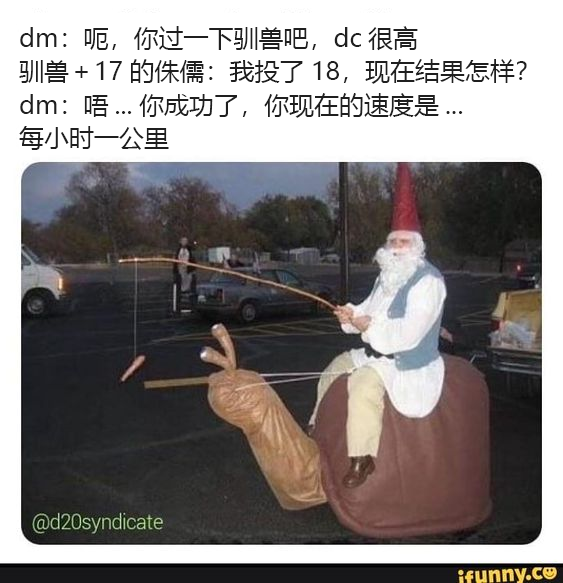 dm：呃，你过一下驯兽吧，dc 很高
驯兽 + 17 的侏儒：我投了 18，现在结果怎样？
dm：唔 ... 你成功了，你现在的速度是 ...
每小时一公里
@d20syndicate
ifunny.co